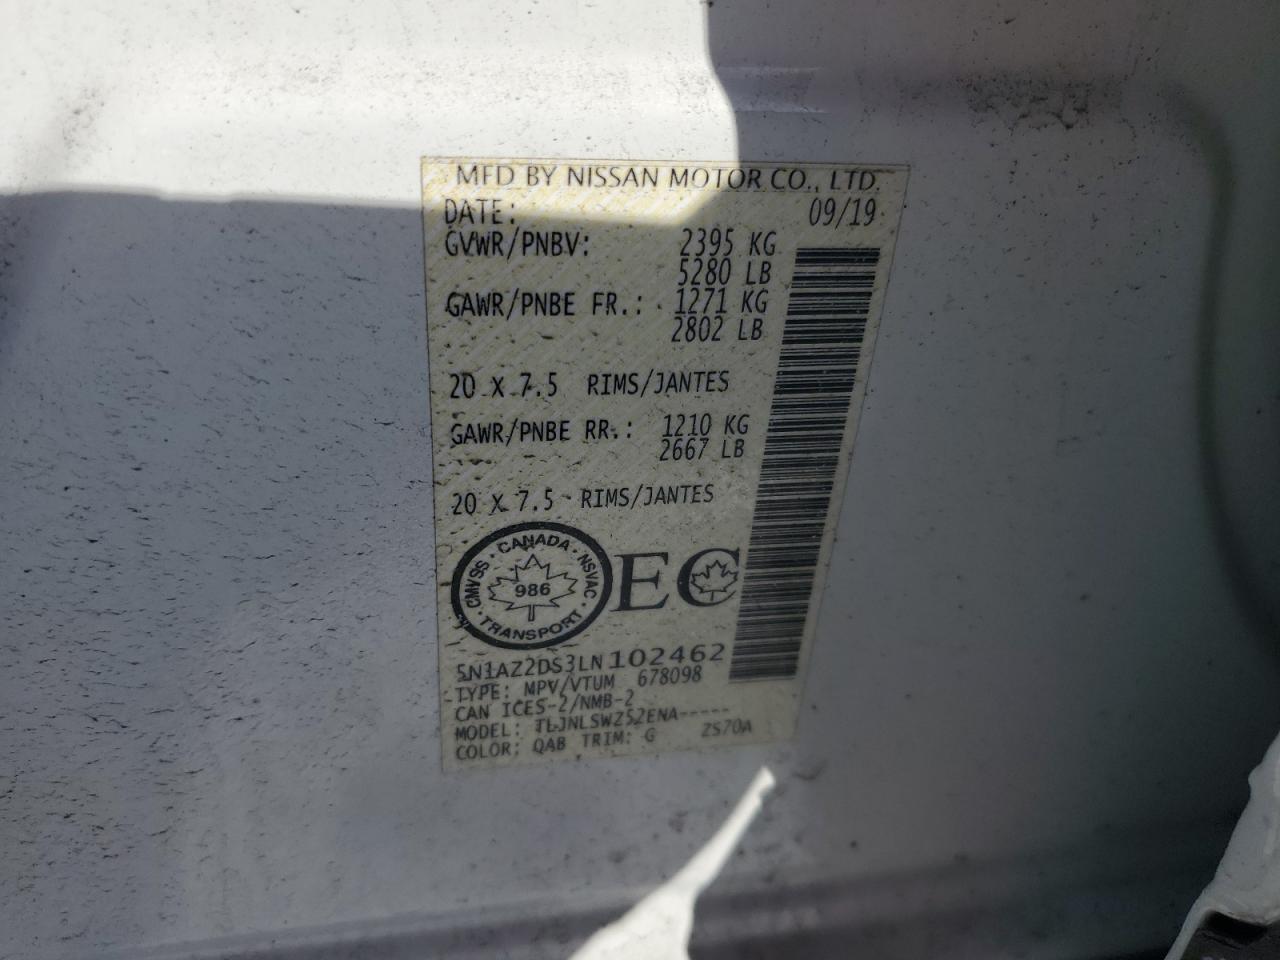 MFD BY NISSAN MOTOR CO., LTD.
DATE: 09/19
GVWR/PNBV: 2395 KG
5280 LB
GAWR/PNBE FR.: 1271 KG
2802 LB
20 X 7.5 RIMS/JANTES
GAWR/PNBE RR.: 1210 KG
2667 LB
20 X 7.5 RIMS/JANTES
CANADA · NSVAC · TRANSPORT · CMVSS ·
986
EC
5N1AZ2DS3LN102462
TYPE: MPV/VTUM 678098
CAN ICES-2/NMB-2
MODEL: TLJNLSWZ52ENA-----
COLOR: QAB TRIM: G ZS70A